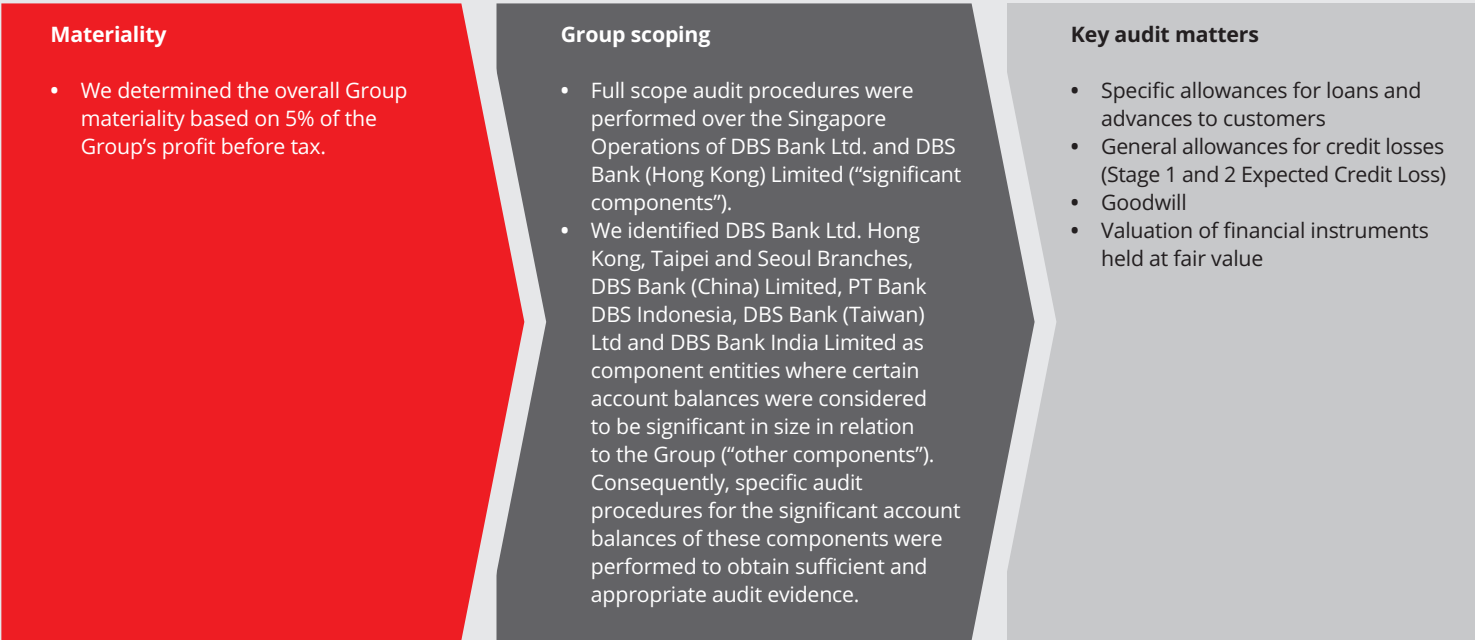 Materiality
• We determined the overall Group
materiality based on 5% of the
Group’s profit before tax.
Group scoping
• Full scope audit procedures were
performed over the Singapore
Operations of DBS Bank Ltd. and DBS
Bank (Hong Kong) Limited (“significant
components”).
• We identified DBS Bank Ltd. Hong
Kong, Taipei and Seoul Branches,
DBS Bank (China) Limited, PT Bank
DBS Indonesia, DBS Bank (Taiwan)
Ltd and DBS Bank India Limited as
component entities where certain
account balances were considered
to be significant in size in relation
to the Group (“other components”).
Consequently, specific audit
procedures for the significant account
balances of these components were
performed to obtain sufficient and
appropriate audit evidence.
Key audit matters
• Specific allowances for loans and
advances to customers
• General allowances for credit losses
(Stage 1 and 2 Expected Credit Loss)
• Goodwill
• Valuation of financial instruments
held at fair value